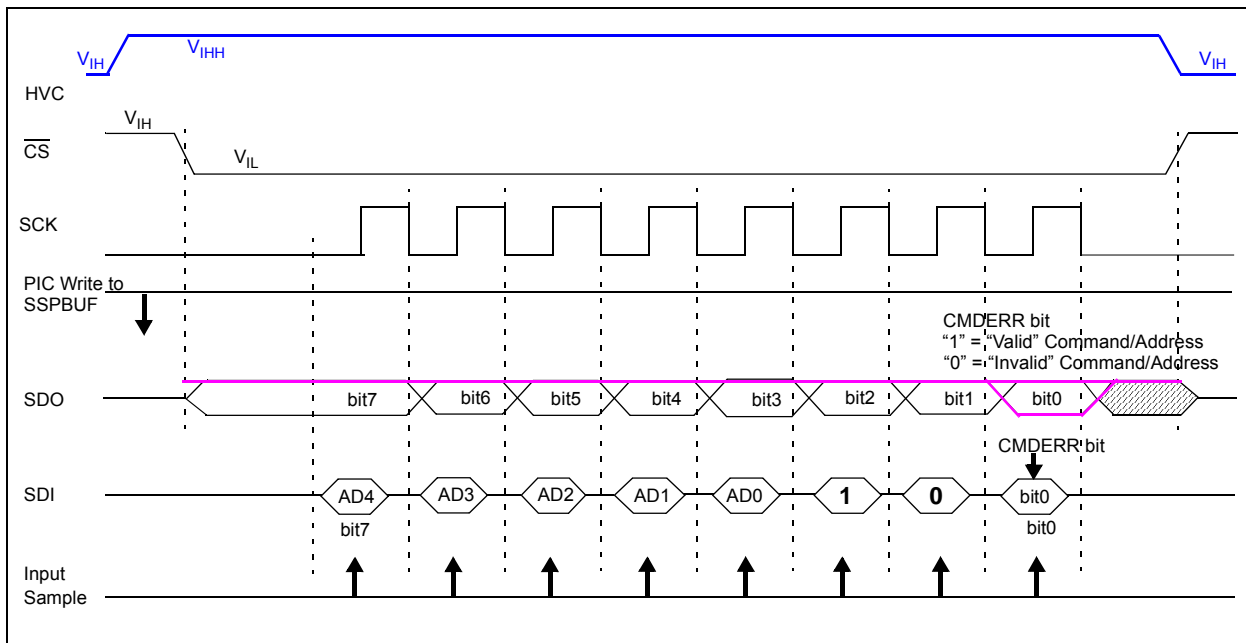 VIH
VIHH
VIH
HVC
VIH
CS
VIL
SCK
PIC Write to
SSPBUF
CMDERR bit
“1” = “Valid” Command/Address
“0” = “Invalid” Command/Address
SDO
bit7
bit6
bit5
bit4
bit3
bit2
bit1
bit0
CMDERR bit
SDI
AD4
AD3
AD2
AD1
AD0
1
0
bit0
bit7
bit0
Input
Sample